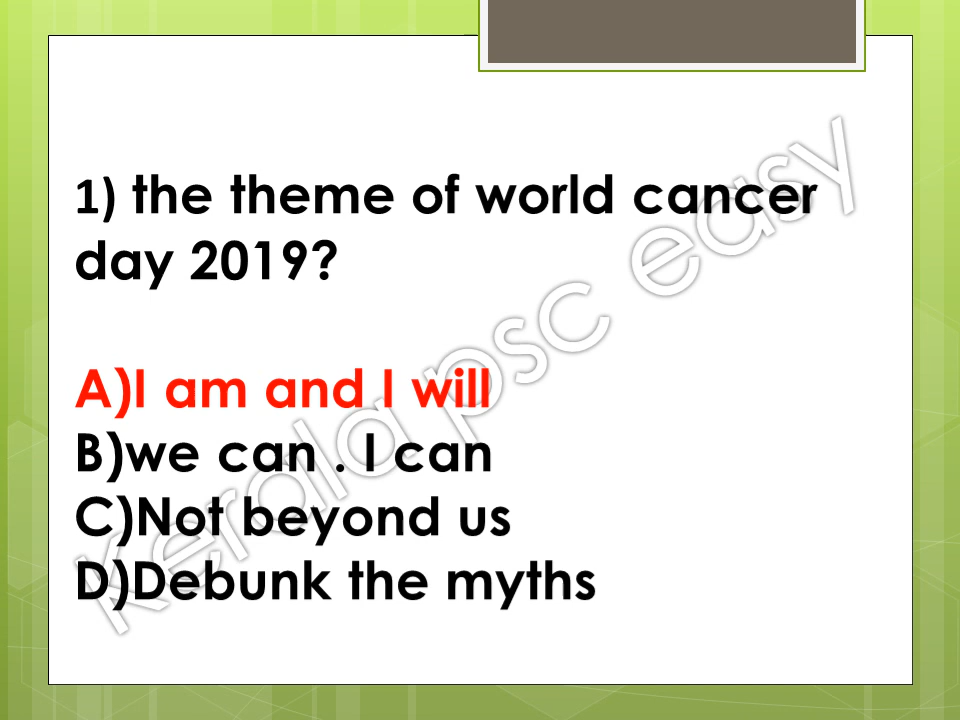 1) the theme of world cancer
day 2019?
A)I am and I will
B)we can . I can
C)Not beyond us
D)Debunk the myths
Kerala psc easy